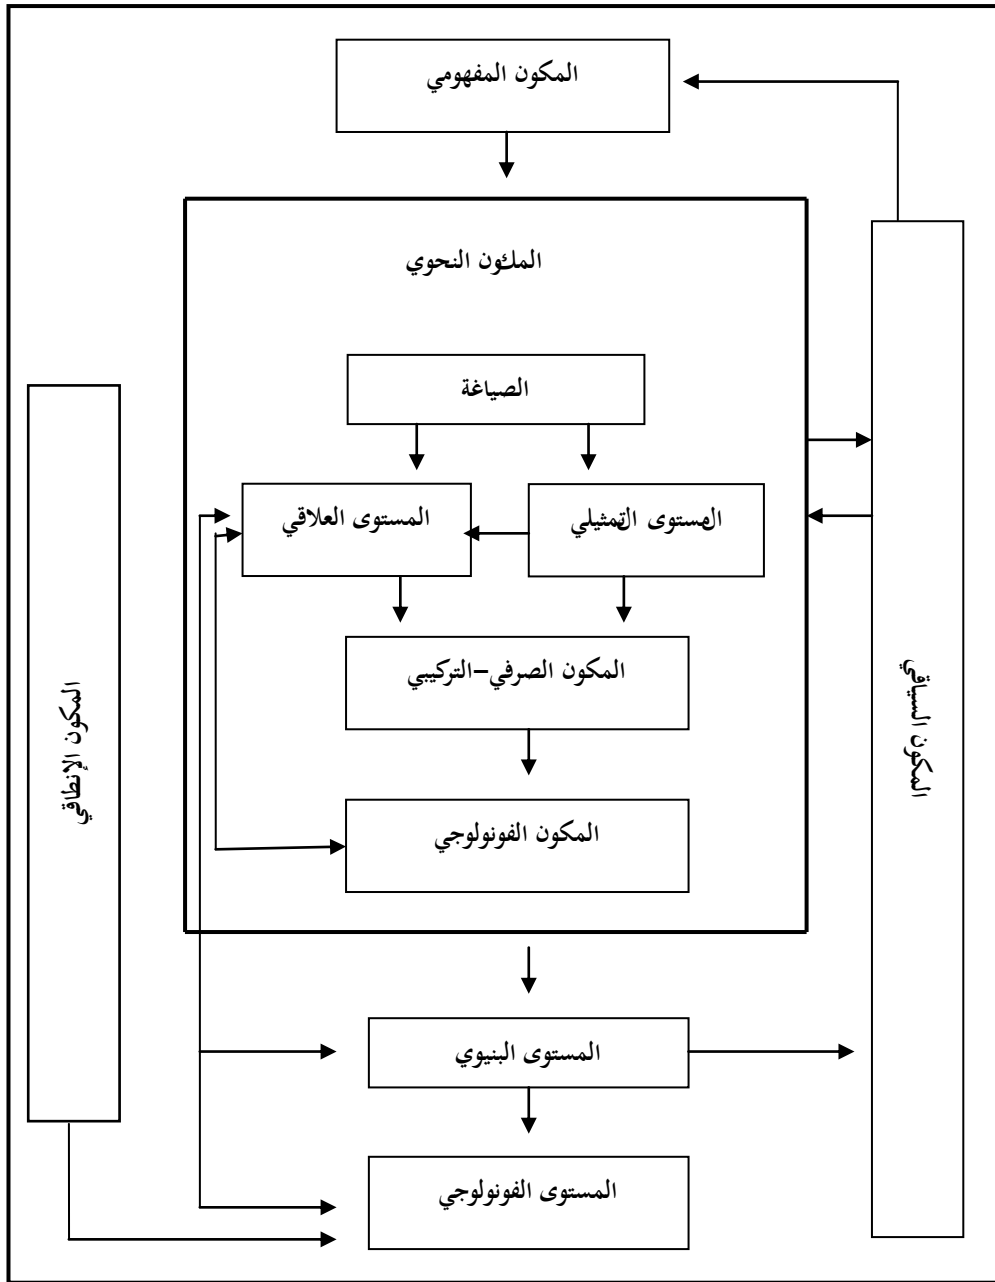 المكون المفهومي
المكون النحوي
الصياغة
المستوى التمثيلي
المستوى العلاقي
المكون الصرفي-التركيبي
المكون الفونولوجي
المستوى البنيوي
المستوى الفونولوجي
المكون السياقي
المكون الإنطاقي